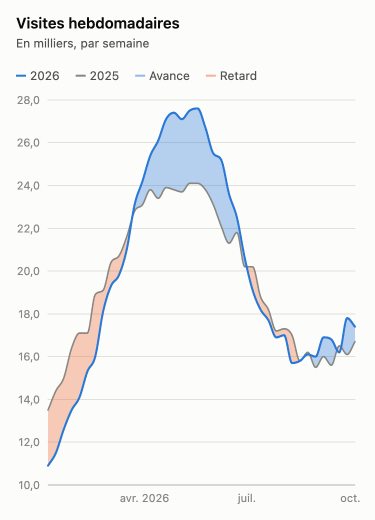 Visites hebdomadaires
En milliers, par semaine
2026 2025 Avance Retard
28,0
26,0
24,0
22,0
20,0
18,0
16,0
14,0
12,0
10,0
avr. 2026 juil. oct.